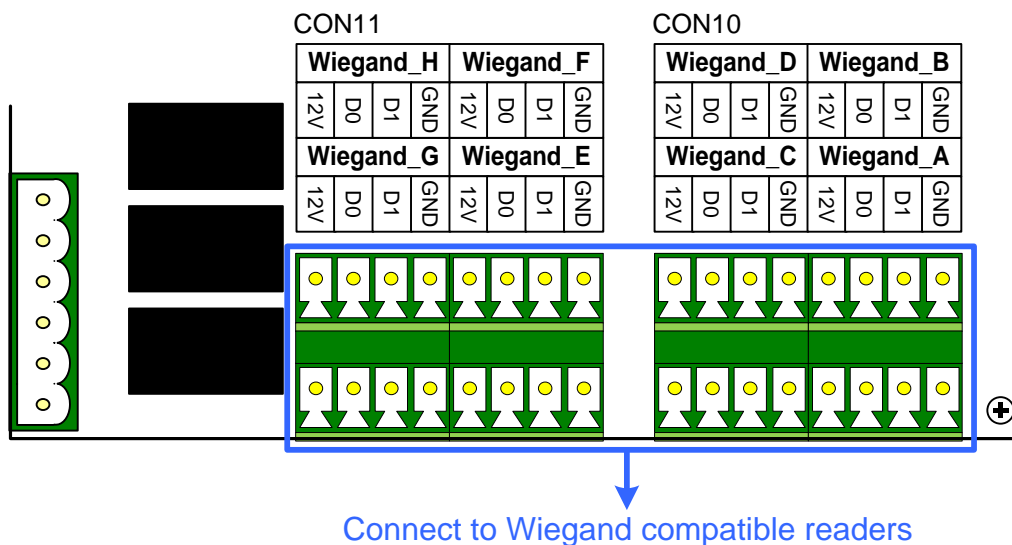 CON11 CON10
Wiegand_H Wiegand_F Wiegand_D Wiegand_B
12V D0 D1 GND 12V D0 D1 GND 12V D0 D1 GND 12V D0 D1 GND
Wiegand_G Wiegand_E Wiegand_C Wiegand_A
12V D0 D1 GND 12V D0 D1 GND 12V D0 D1 GND 12V D0 D1 GND
Connect to Wiegand compatible readers